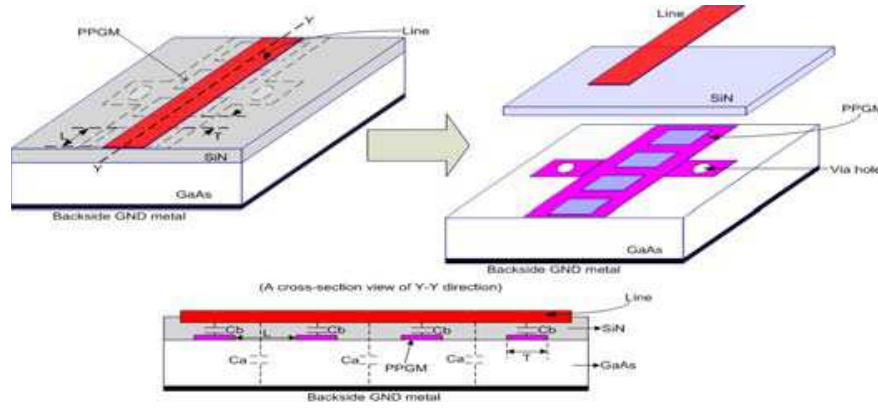 Y
PPGM
Line
L
T
SiN
Y
GaAs
Backside GND metal
Line
SiN
PPGM
Via hole
GaAs
Backside GND metal
(A cross-section view of Y-Y direction)
Line
Cb
L
Cb
Cb
Cb
SiN
Ca
Ca
PPGM
Ca
T
GaAs
Backside GND metal